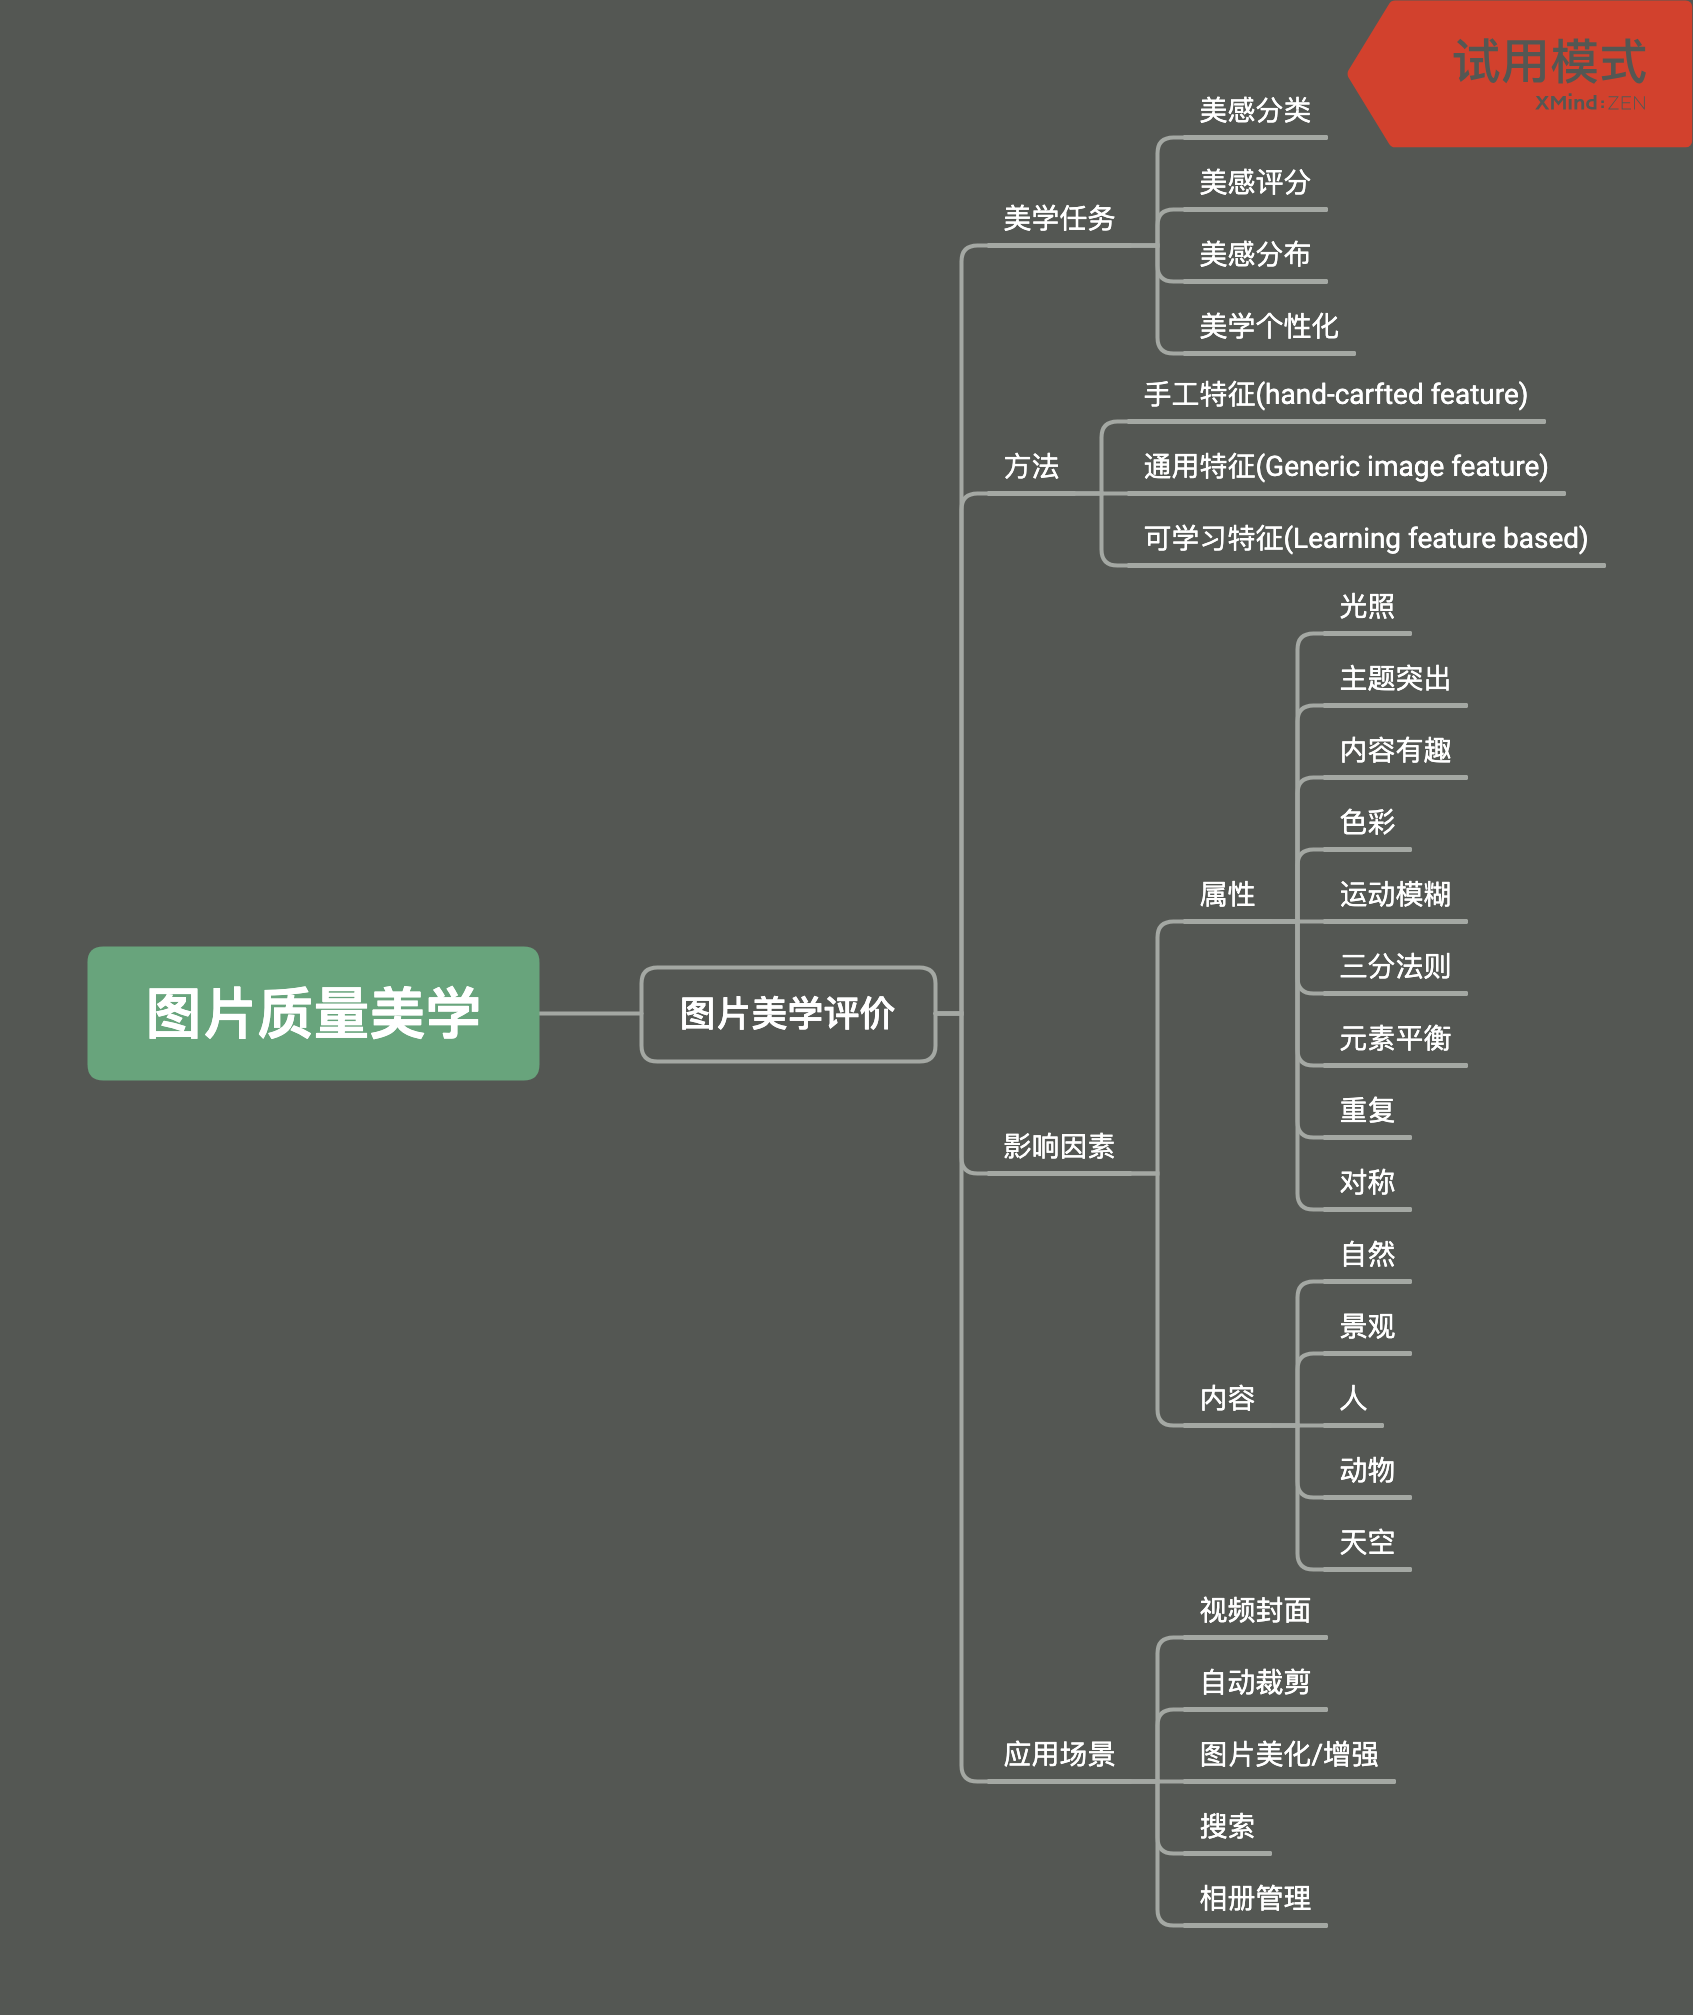 试用模式
XMind:ZEN
图片质量美学
图片美学评价
美学任务
美感分类
美感评分
美感分布
美学个性化
方法
手工特征(hand-carfted feature)
通用特征(Generic image feature)
可学习特征(Learning feature based)
影响因素
属性
光照
主题突出
内容有趣
色彩
运动模糊
三分法则
元素平衡
重复
对称
内容
自然
景观
人
动物
天空
应用场景
视频封面
自动裁剪
图片美化/增强
搜索
相册管理